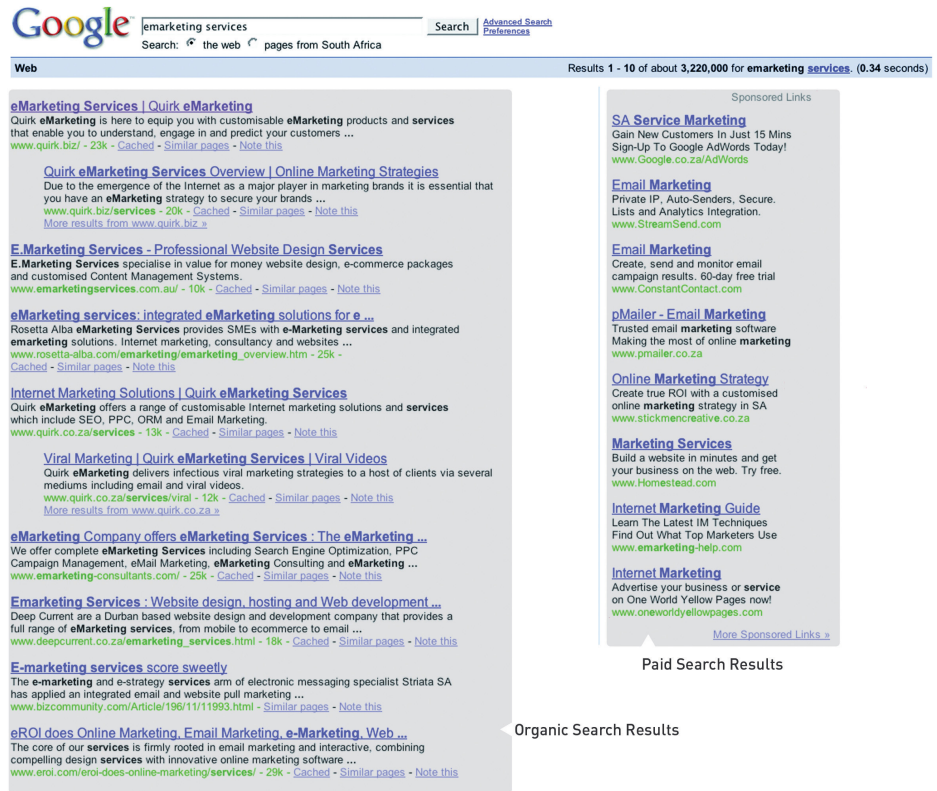 Google™
emarketing services
Search
Advanced Search
Preferences
Search: the web pages from South Africa
Web
Results 1 - 10 of about 3,220,000 for emarketing services. (0.34 seconds)
eMarketing Services | Quirk eMarketing
Quirk eMarketing is here to equip you with customisable eMarketing products and services
that enable you to understand, engage in and predict your customers ...
www.quirk.biz/ - 23k - Cached - Similar pages - Note this
Quirk eMarketing Services Overview | Online Marketing Strategies
Due to the emergence of the Internet as a major player in marketing brands it is essential that
you have an eMarketing strategy to secure your brands ...
www.quirk.biz/services - 20k - Cached - Similar pages - Note this
More results from www.quirk.biz »
E.Marketing Services - Professional Website Design Services
E.Marketing Services specialise in value for money website design, e-commerce packages
and customised Content Management Systems.
www.emarketingservices.com.au/ - 10k - Cached - Similar pages - Note this
eMarketing services: integrated eMarketing solutions for e ...
Rosetta Alba eMarketing Services provides SMEs with e-Marketing services and integrated
emarketing solutions. Internet marketing, consultancy and websites ...
www.rosetta-alba.com/emarketing/emarketing_overview.htm - 25k -
Cached - Similar pages - Note this
Internet Marketing Solutions | Quirk eMarketing Services
Quirk eMarketing offers a range of customisable Internet marketing solutions and services
which include SEO, PPC, ORM and Email Marketing.
www.quirk.co.za/services - 13k - Cached - Similar pages - Note this
Viral Marketing | Quirk eMarketing Services | Viral Videos
Quirk eMarketing delivers infectious viral marketing strategies to a host of clients via several
mediums including email and viral videos.
www.quirk.co.za/services/viral - 12k - Cached - Similar pages - Note this
More results from www.quirk.co.za »
eMarketing Company offers eMarketing Services : The eMarketing ...
We offer complete eMarketing Services including Search Engine Optimization, PPC
Campaign Management, eMail Marketing, eMarketing Consulting and eMarketing ...
www.emarketing-consultants.com/ - 25k - Cached - Similar pages - Note this
Emarketing Services : Website design, hosting and Web development ...
Deep Current are a Durban based website design and development company that provides a
full range of eMarketing services, from mobile to ecommerce to email ...
www.deepcurrent.co.za/emarketing_services.html - 18k - Cached - Similar pages - Note this
E-marketing services score sweetly
The e-marketing and e-strategy services arm of electronic messaging specialist Striata SA
has applied an integrated email and website pull marketing ...
www.bizcommunity.com/Article/196/11/11993.html - Similar pages - Note this
eROI does Online Marketing, Email Marketing, e-Marketing, Web ...
The core of our services is firmly rooted in email marketing and interactive, combining
compelling design services with innovative online marketing software ...
www.eroi.com/eroi-does-online-marketing/services/ - 29k - Cached - Similar pages - Note this
Sponsored Links
SA Service Marketing
Gain New Customers In Just 15 Mins
Sign-Up To Google AdWords Today!
www.Google.co.za/AdWords
Email Marketing
Private IP, Auto-Senders, Secure.
Lists and Analytics Integration.
www.StreamSend.com
Email Marketing
Create, send and monitor email
campaign results. 60-day free trial
www.ConstantContact.com
pMailer - Email Marketing
Trusted email marketing software
Making the most of online marketing
www.pmailer.co.za
Online Marketing Strategy
Create true ROI with a customised
online marketing strategy in SA
www.stickmencreative.co.za
Marketing Services
Build a website in minutes and get
your business on the web. Try free.
www.Homestead.com
Internet Marketing Guide
Learn The Latest IM Techniques
Find Out What Top Marketers Use
www.emarketing-help.com
Internet Marketing
Advertise your business or service
on One World Yellow Pages now!
www.oneworldyellowpages.com
More Sponsored Links »
Paid Search Results
Organic Search Results